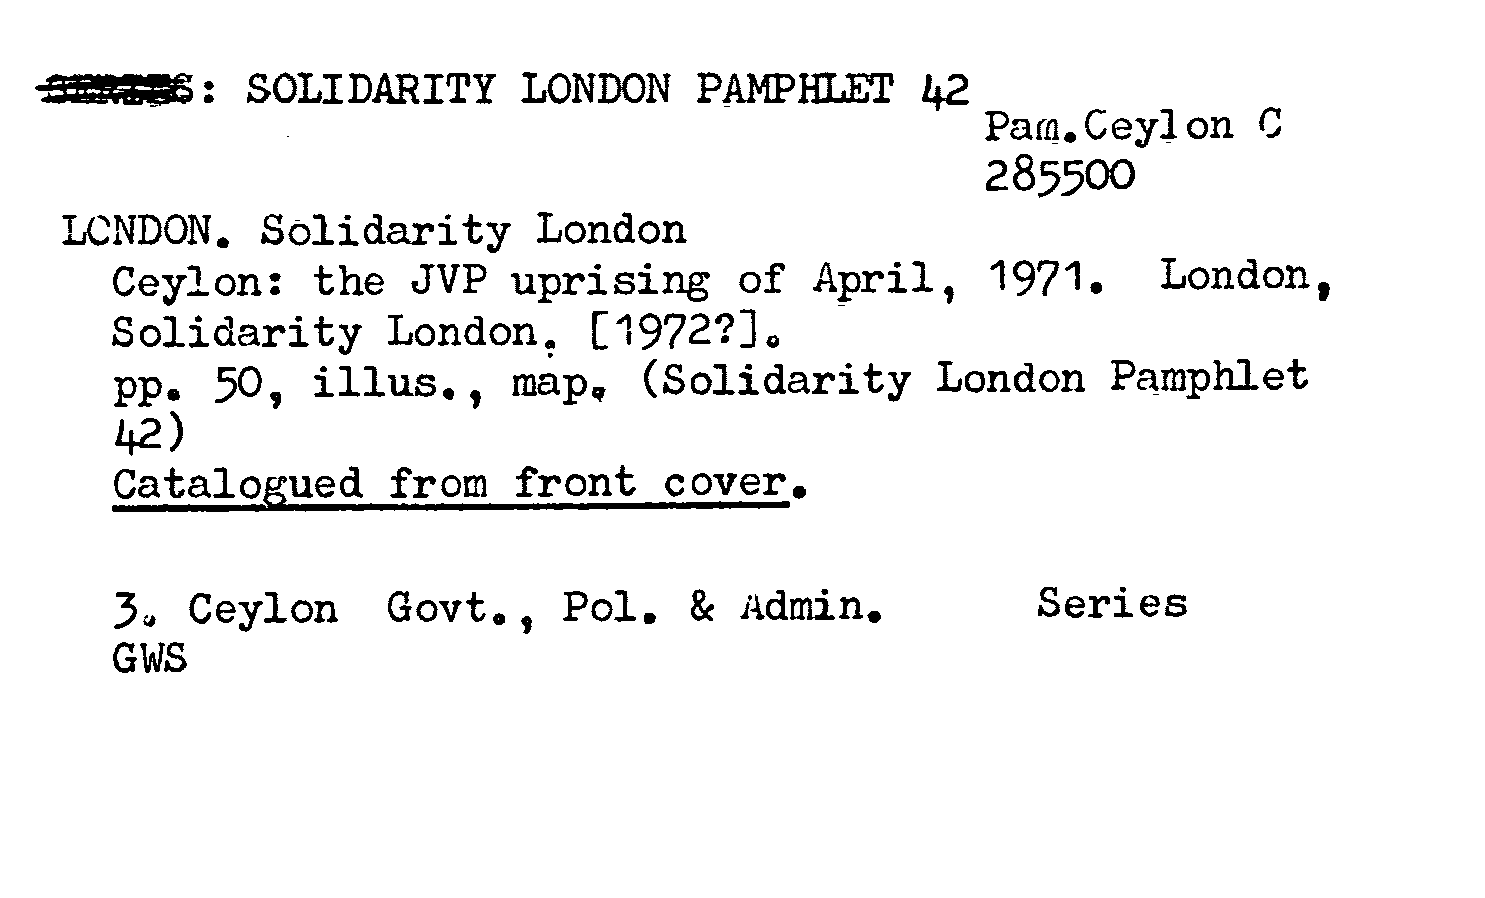 : SOLIDARITY LONDON PAMPHLET 42
Pam.Ceylon C
285500
LONDON. Solidarity London
Ceylon: the JVP uprising of April, 1971. London,
Solidarity London. [1972?].
pp. 50, illus., map. (Solidarity London Pamphlet
42)
Catalogued from front cover.
3. Ceylon Govt., Pol. & Admin. Series
GWS